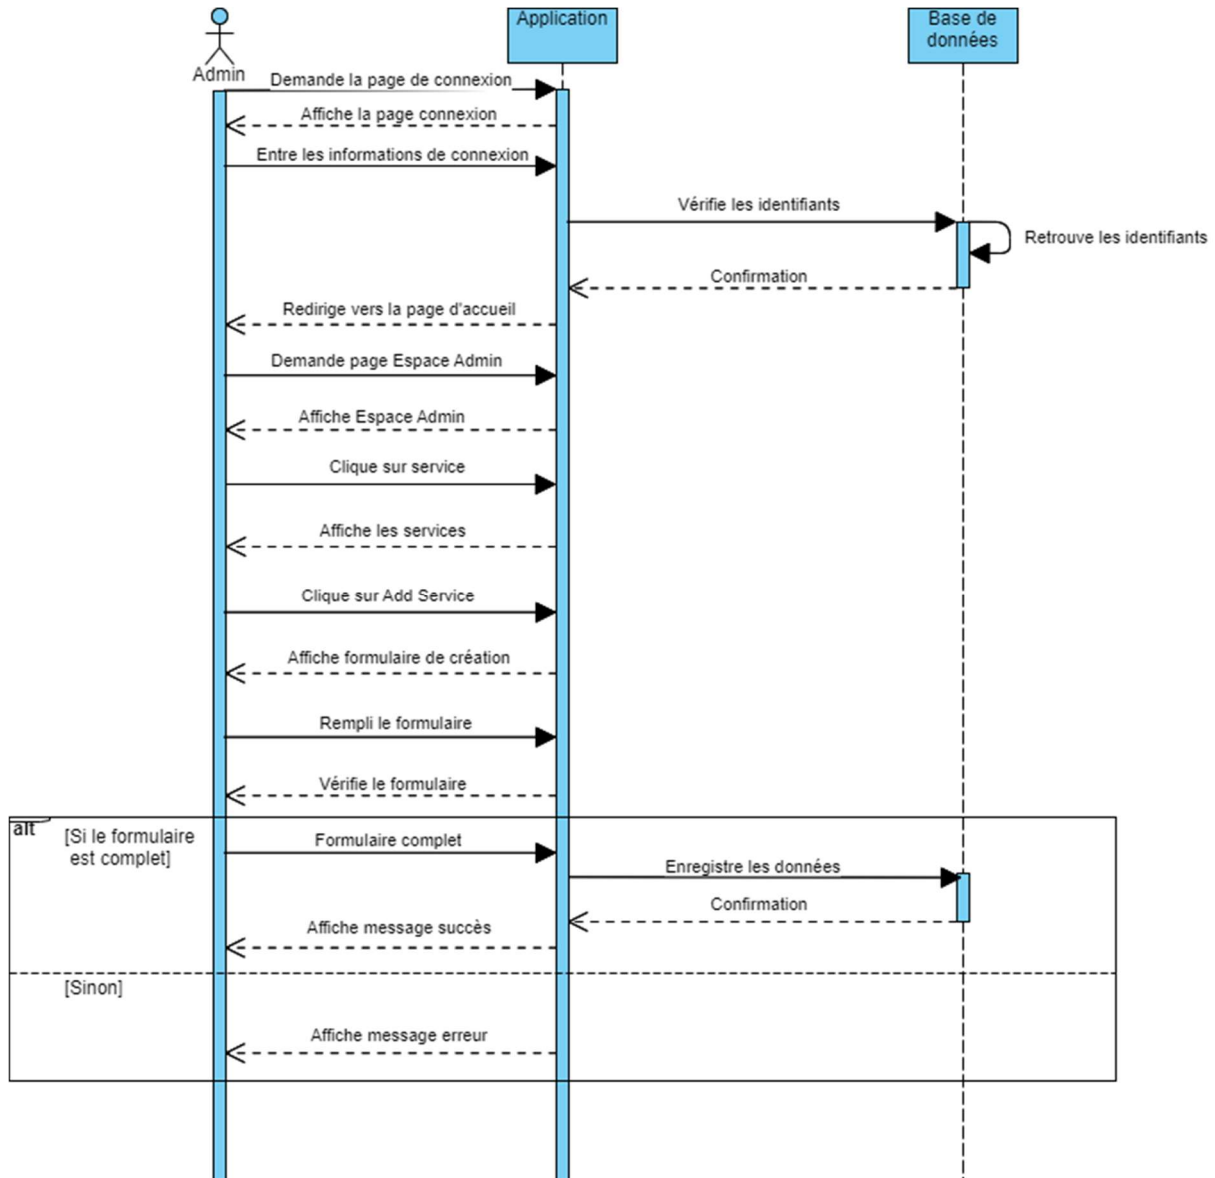 Application
Base de
données
Admin
Demande la page de connexion
Affiche la page connexion
Entre les informations de connexion
Vérifie les identifiants
Retrouve les identifiants
Confirmation
Redirige vers la page d'accueil
Demande page Espace Admin
Affiche Espace Admin
Clique sur service
Affiche les services
Clique sur Add Service
Affiche formulaire de création
Rempli le formulaire
Vérifie le formulaire
alt
[Si le formulaire
est complet]
Formulaire complet
Enregistre les données
Confirmation
Affiche message succès
[Sinon]
Affiche message erreur